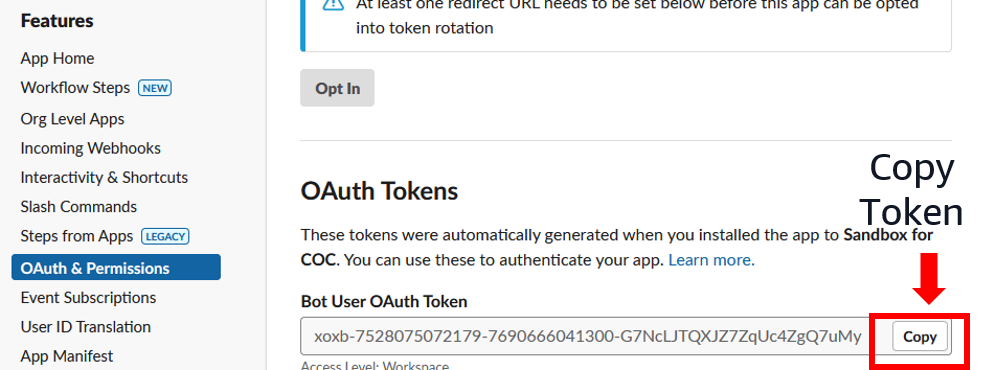 Features
App Home
Workflow Steps NEW
Org Level Apps
Incoming Webhooks
Interactivity & Shortcuts
Slash Commands
Steps from Apps LEGACY
OAuth & Permissions
Event Subscriptions
User ID Translation
App Manifest
At least one redirect URL needs to be set below before this app can be opted
into token rotation
Opt In
OAuth Tokens
Copy
Token
These tokens were automatically generated when you installed the app to Sandbox for
COC. You can use these to authenticate your app. Learn more.
Bot User OAuth Token
xoxb-7528075072179-7690666041300-G7NcLJTQXJZ7ZqUc4ZgQ7uMy
Copy
Access Level: Workspace